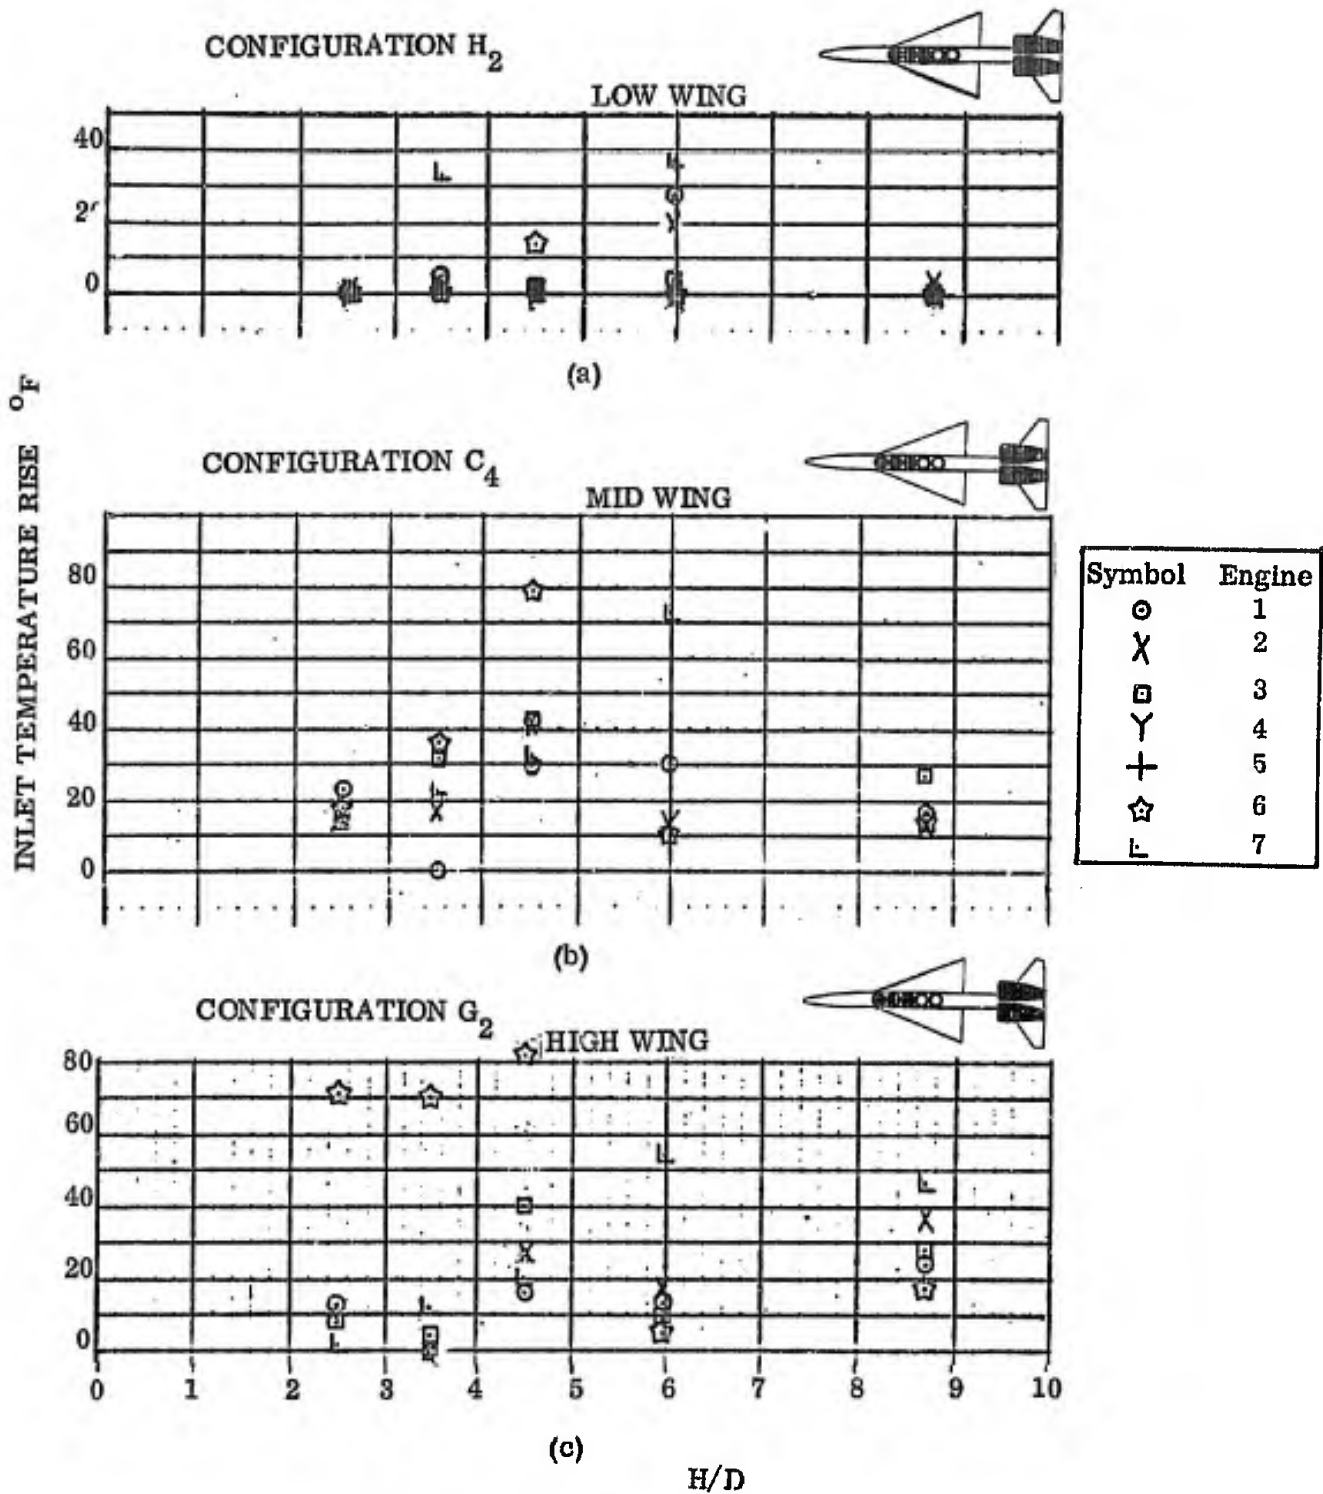 CONFIGURATION H2
LOW WING
40
2
0
(a)
INLET TEMPERATURE RISE °F
CONFIGURATION C4
MID WING
80
60
40
20
0
(b)
Symbol Engine
1
2
3
4
5
6
7
CONFIGURATION G2
HIGH WING
80
60
40
20
0
0 1 2 3 4 5 6 7 8 9 10
(c)
H/D